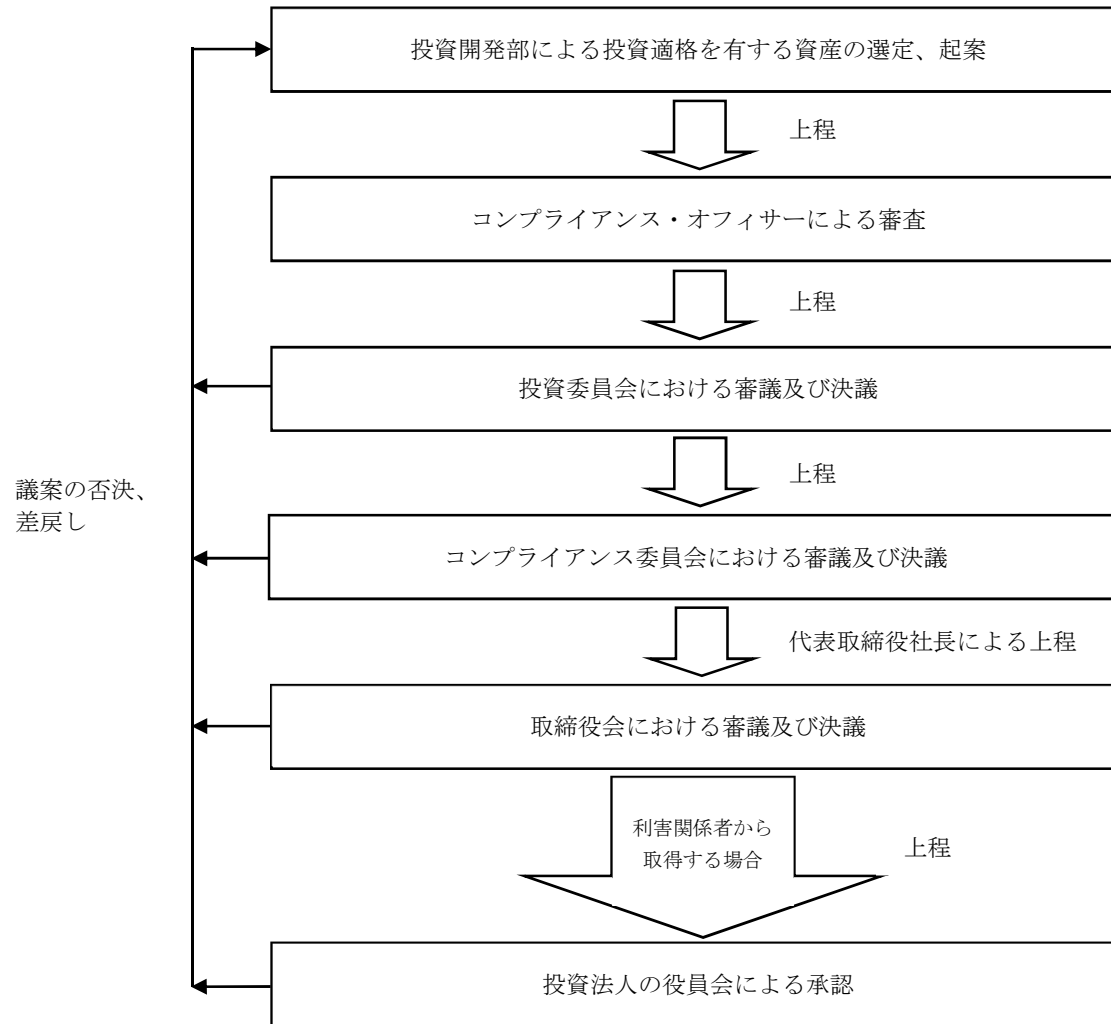 投資開発部による投資適格を有する資産の選定、起案
上程
コンプライアンス・オフィサーによる審査
上程
投資委員会における審議及び決議
上程
議案の否決、
差戻し
コンプライアンス委員会における審議及び決議
代表取締役社長による上程
取締役会における審議及び決議
利害関係者から
取得する場合
上程
投資法人の役員会による承認